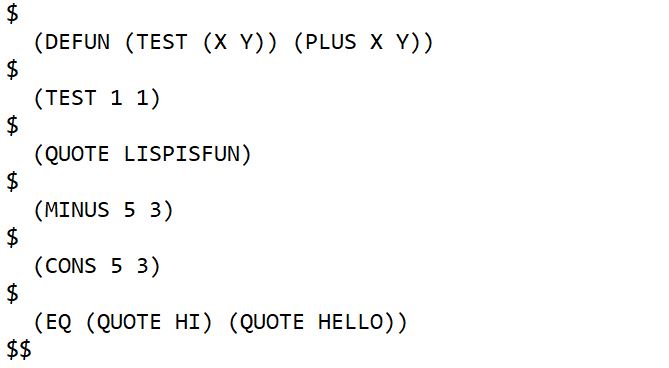 $
(DEFUN (TEST (X Y)) (PLUS X Y))
$
(TEST 1 1)
$
(QUOTE LISPISFUN)
$
(MINUS 5 3)
$
(CONS 5 3)
$
(EQ (QUOTE HI) (QUOTE HELLO))
$$